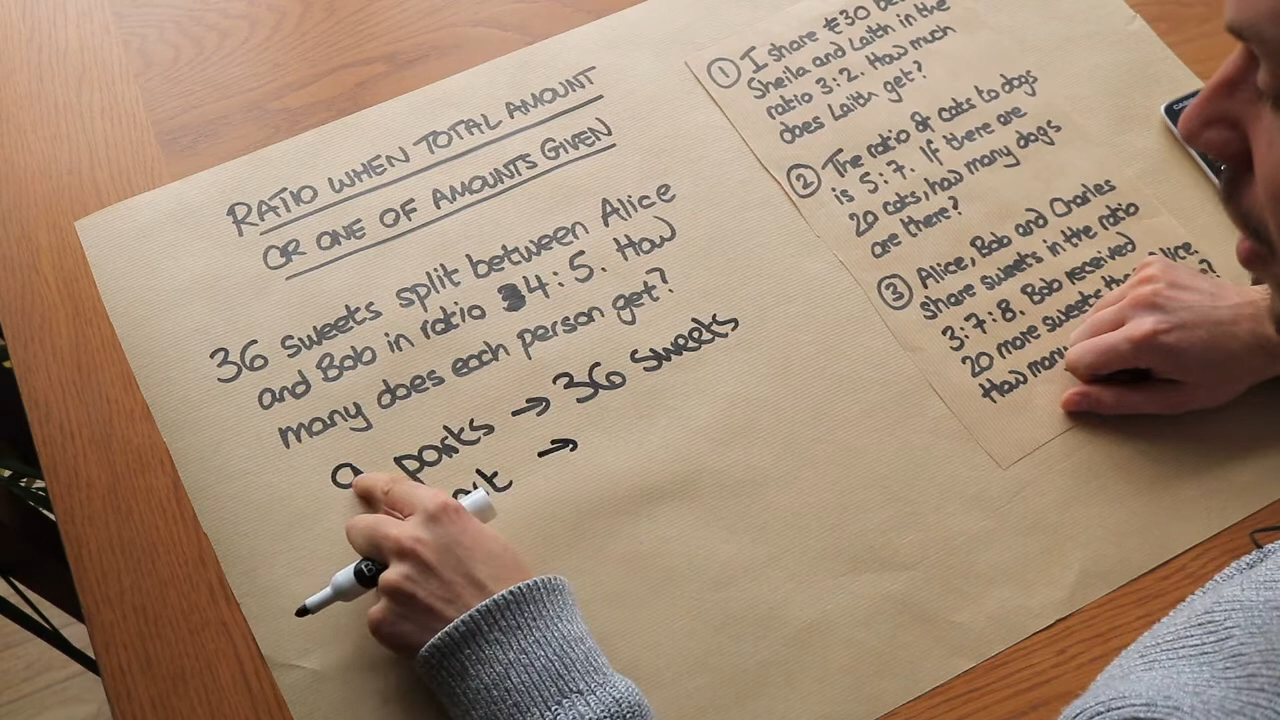 RATIO WHEN TOTAL AMOUNT
OR ONE OF AMOUNTS GIVEN
36 sweets split between Alice
and Bob in ratio 4:5. How
many does each person get?
9 parts → 36 sweets
→
① I share £30
Sheila and Laith in the
ratio 3:2. How much
does Laith get?
② The ratio of cats to dogs
is 5:7. If there are
20 cats, how many dogs
are there?
③ Alice, Bob and Charles
share sweets in the ratio
3:7:8. Bob received
20 more sweets Alice.
How many ?